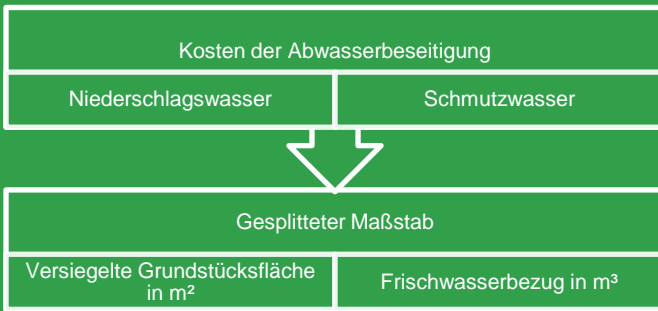 Kosten der Abwasserbeseitigung
Niederschlagswasser
Schmutzwasser
Gesplitteter Maßstab
Versiegelte Grundstücksfläche
in m²
Frischwasserbezug in m³